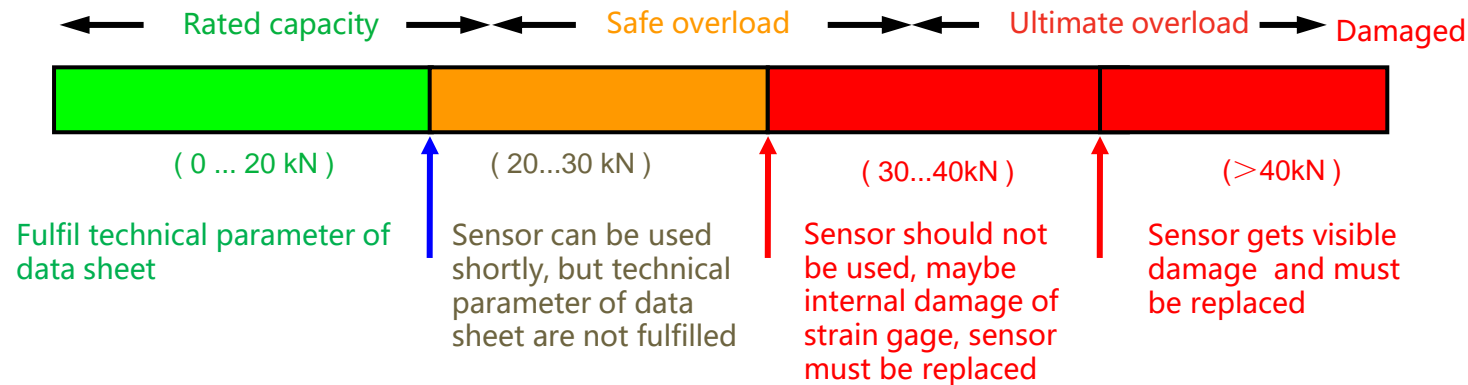 Rated capacity
Safe overload
Ultimate overload
Damaged
( 0 ... 20 kN )
( 20...30 kN )
( 30...40kN )
(>40kN )
Fulfil technical parameter of
data sheet
Sensor can be used
shortly, but technical
parameter of data
sheet are not fulfilled
Sensor should not
be used, maybe
internal damage of
strain gage, sensor
must be replaced
Sensor gets visible
damage and must
be replaced